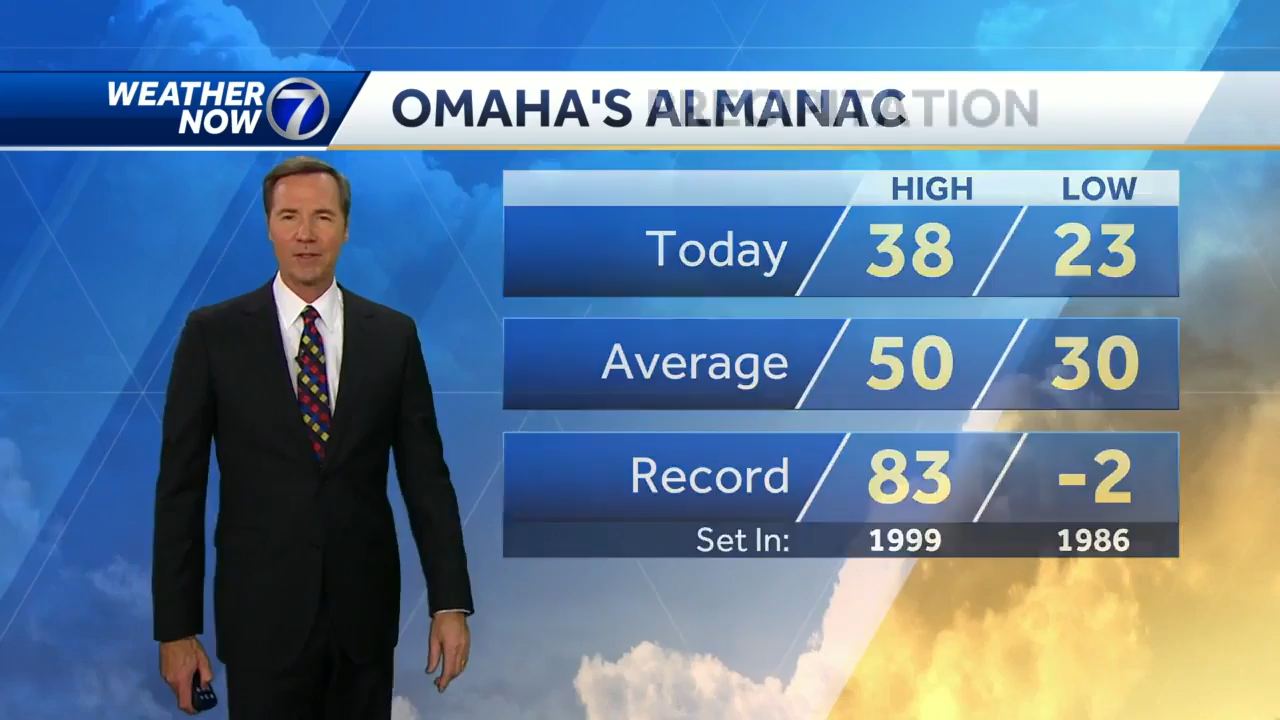 WEATHER
NOW 7
OMAHA'S ALMANAC
PRECIPITATION
HIGH LOW
Today 38 23
Average 50 30
Record 83 -2
Set In: 1999 1986